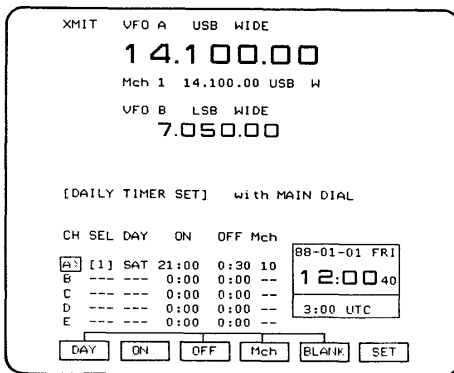 XMIT VFO A USB WIDE
14.100.00
Mch 1 14.100.00 USB W
VFO B LSB WIDE
7.050.00
[DAILY TIMER SET] with MAIN DIAL
CH SEL DAY ON OFF Mch
A> [1] SAT 21:00 0:30 10
B --- --- 0:00 0:00 --
C --- --- 0:00 0:00 --
D --- --- 0:00 0:00 --
E --- --- 0:00 0:00 --
88-01-01 FRI
12:00 40
3:00 UTC
DAY ON OFF Mch BLANK SET